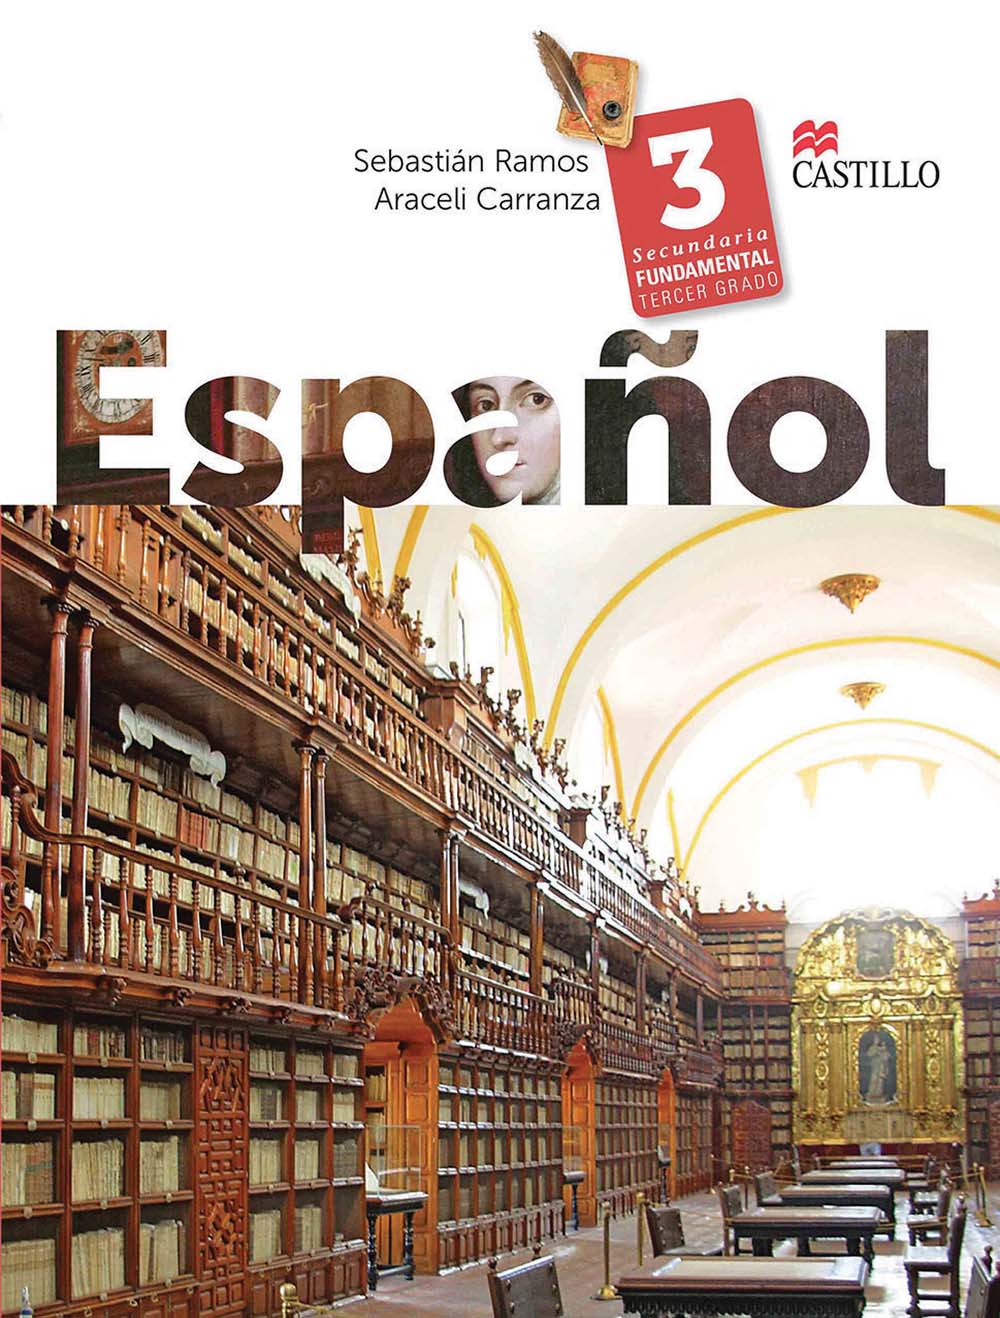 Sebastián Ramos
Araceli Carranza
3
Secundaria
FUNDAMENTAL
TERCER GRADO
CASTILLO
Español